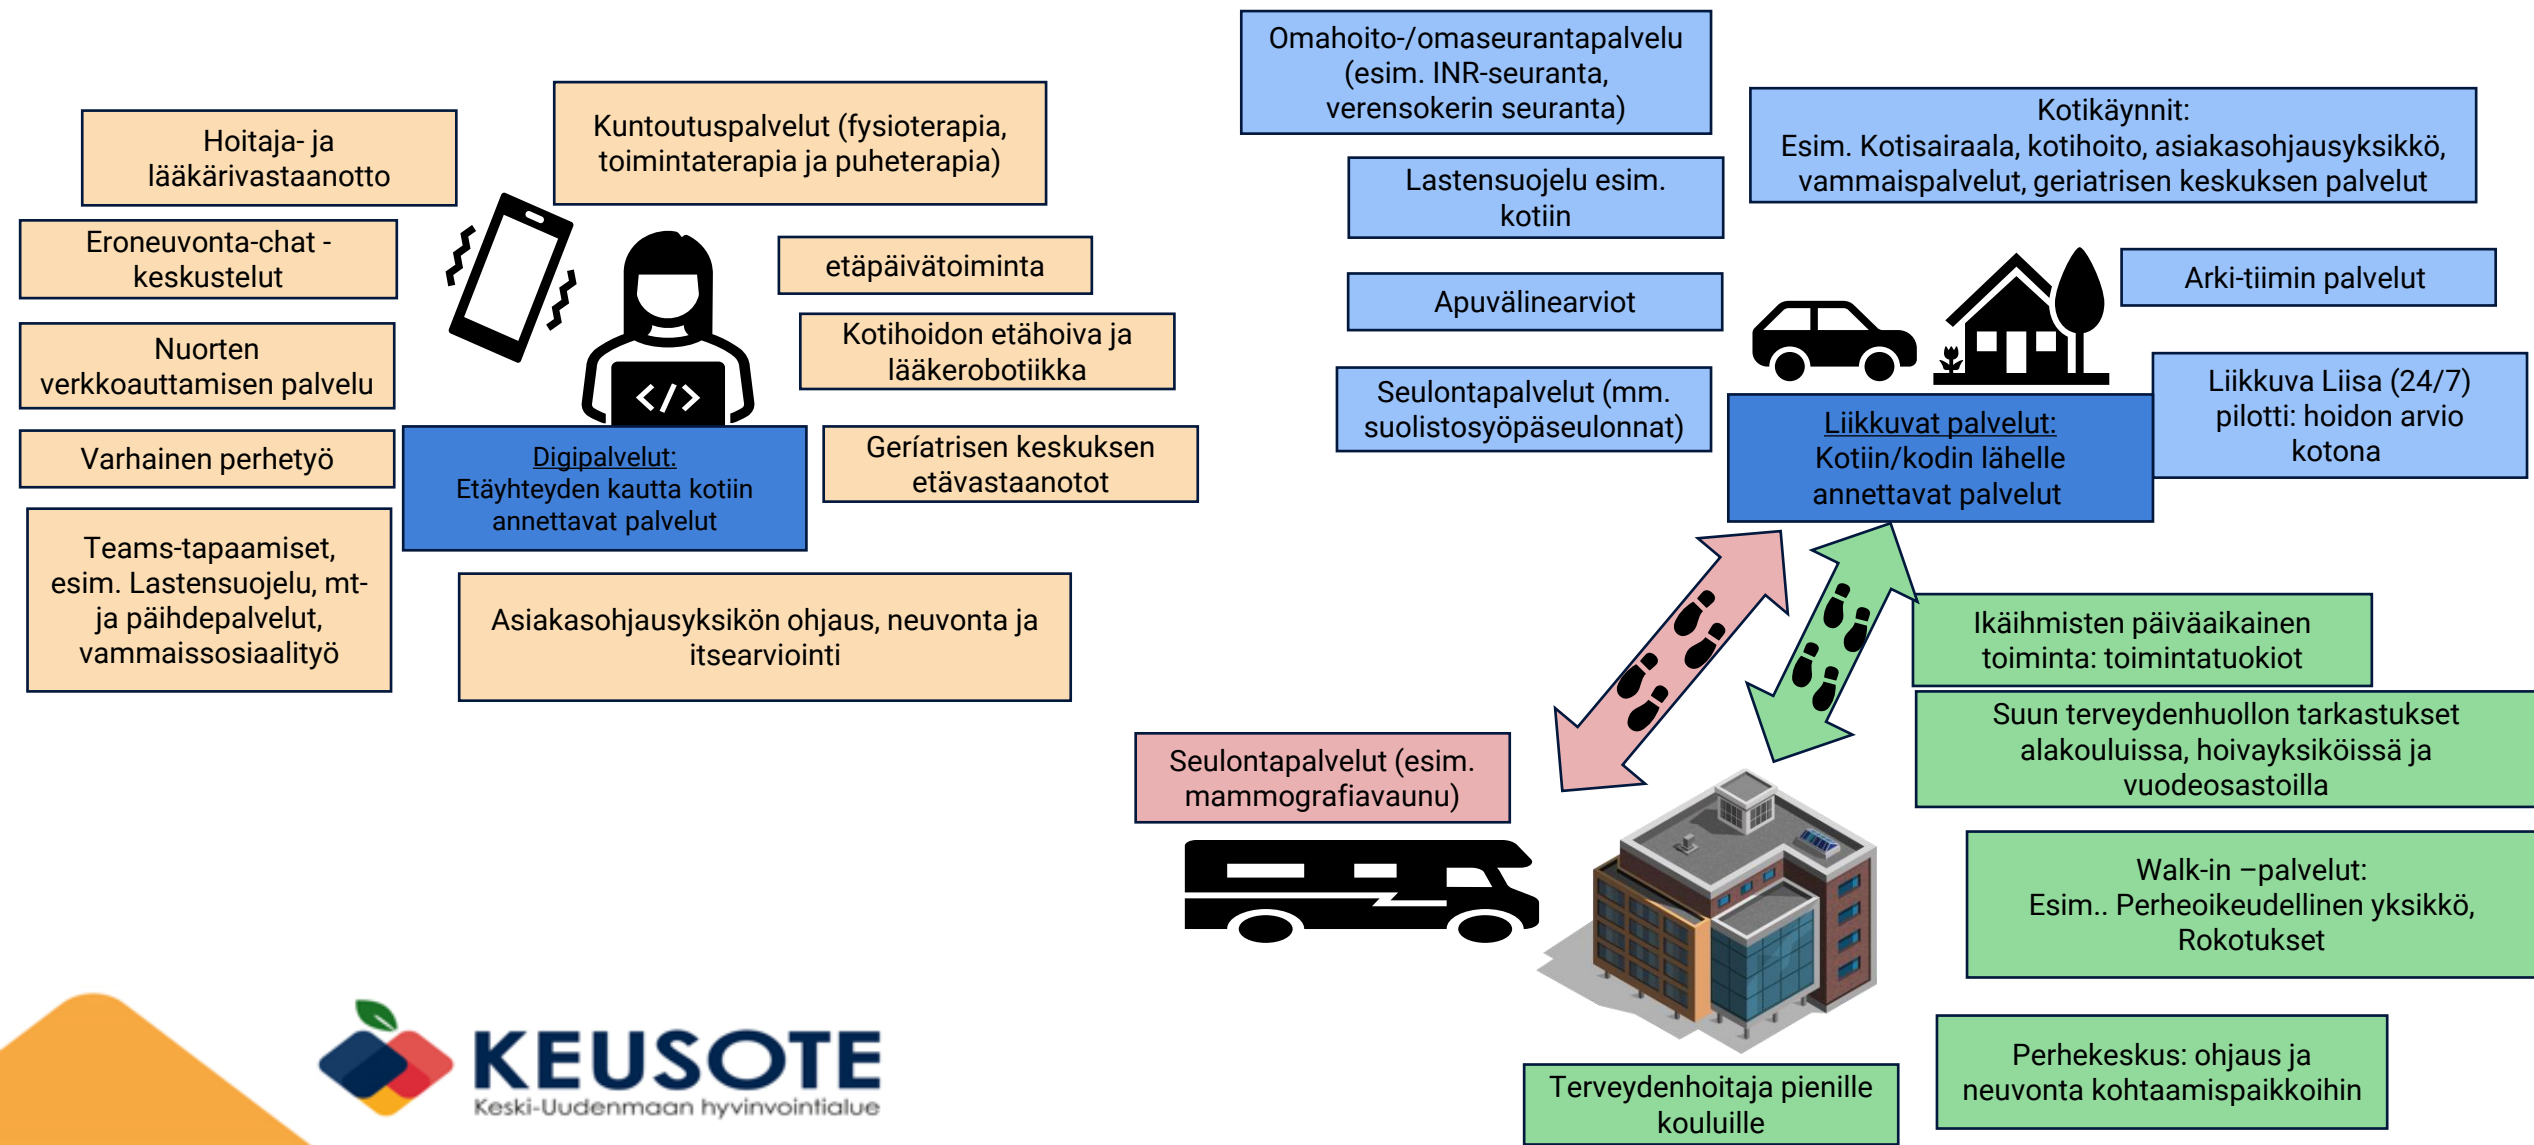 Hoitaja- ja
lääkärivastaanotto
Kuntoutuspalvelut (fysioterapia,
toimintaterapia ja puheterapia)
Eroneuvonta-chat -
keskustelut
etäpäivätoiminta
Nuorten
verkkoauttamisen palvelu
Kotihoidon etähoiva ja
lääkerobotiikka
</>
Varhainen perhetyö
Digipalvelut:
Etäyhteyden kautta kotiin
annettavat palvelut
Geríatrisen keskuksen
etävastaanotot
Teams-tapaamiset,
esim. Lastensuojelu, mt-
ja päihdepalvelut,
vammaissosiaalityö
Asiakasohjausyksikön ohjaus, neuvonta ja
itsearviointi
Omahoito-/omaseurantapalvelu
(esim. INR-seuranta,
verensokerin seuranta)
Kotikäynnit:
Esim. Kotisairaala, kotihoito, asiakasohjausyksikkö,
vammaispalvelut, geriatrisen keskuksen palvelut
Lastensuojelu esim.
kotiin
Apuvälinearviot
Arki-tiimin palvelut
Seulontapalvelut (mm.
suolistosyöpäseulonnat)
Liikkuvat palvelut:
Kotiin/kodin lähelle
annettavat palvelut
Liikkuva Liisa (24/7)
pilotti: hoidon arvio
kotona
Ikäihmisten päiväaikainen
toiminta: toimintatuokiot
Suun terveydenhuollon tarkastukset
alakouluissa, hoivayksiköissä ja
vuodeosastoilla
Seulontapalvelut (esim.
mammografiavaunu)
Walk-in –palvelut:
Esim.. Perheoikeudellinen yksikkö,
Rokotukset
Perhekeskus: ohjaus ja
neuvonta kohtaamispaikkoihin
Terveydenhoitaja pienille
kouluille
KEUSOTE
Keski-Uudenmaan hyvinvointialue